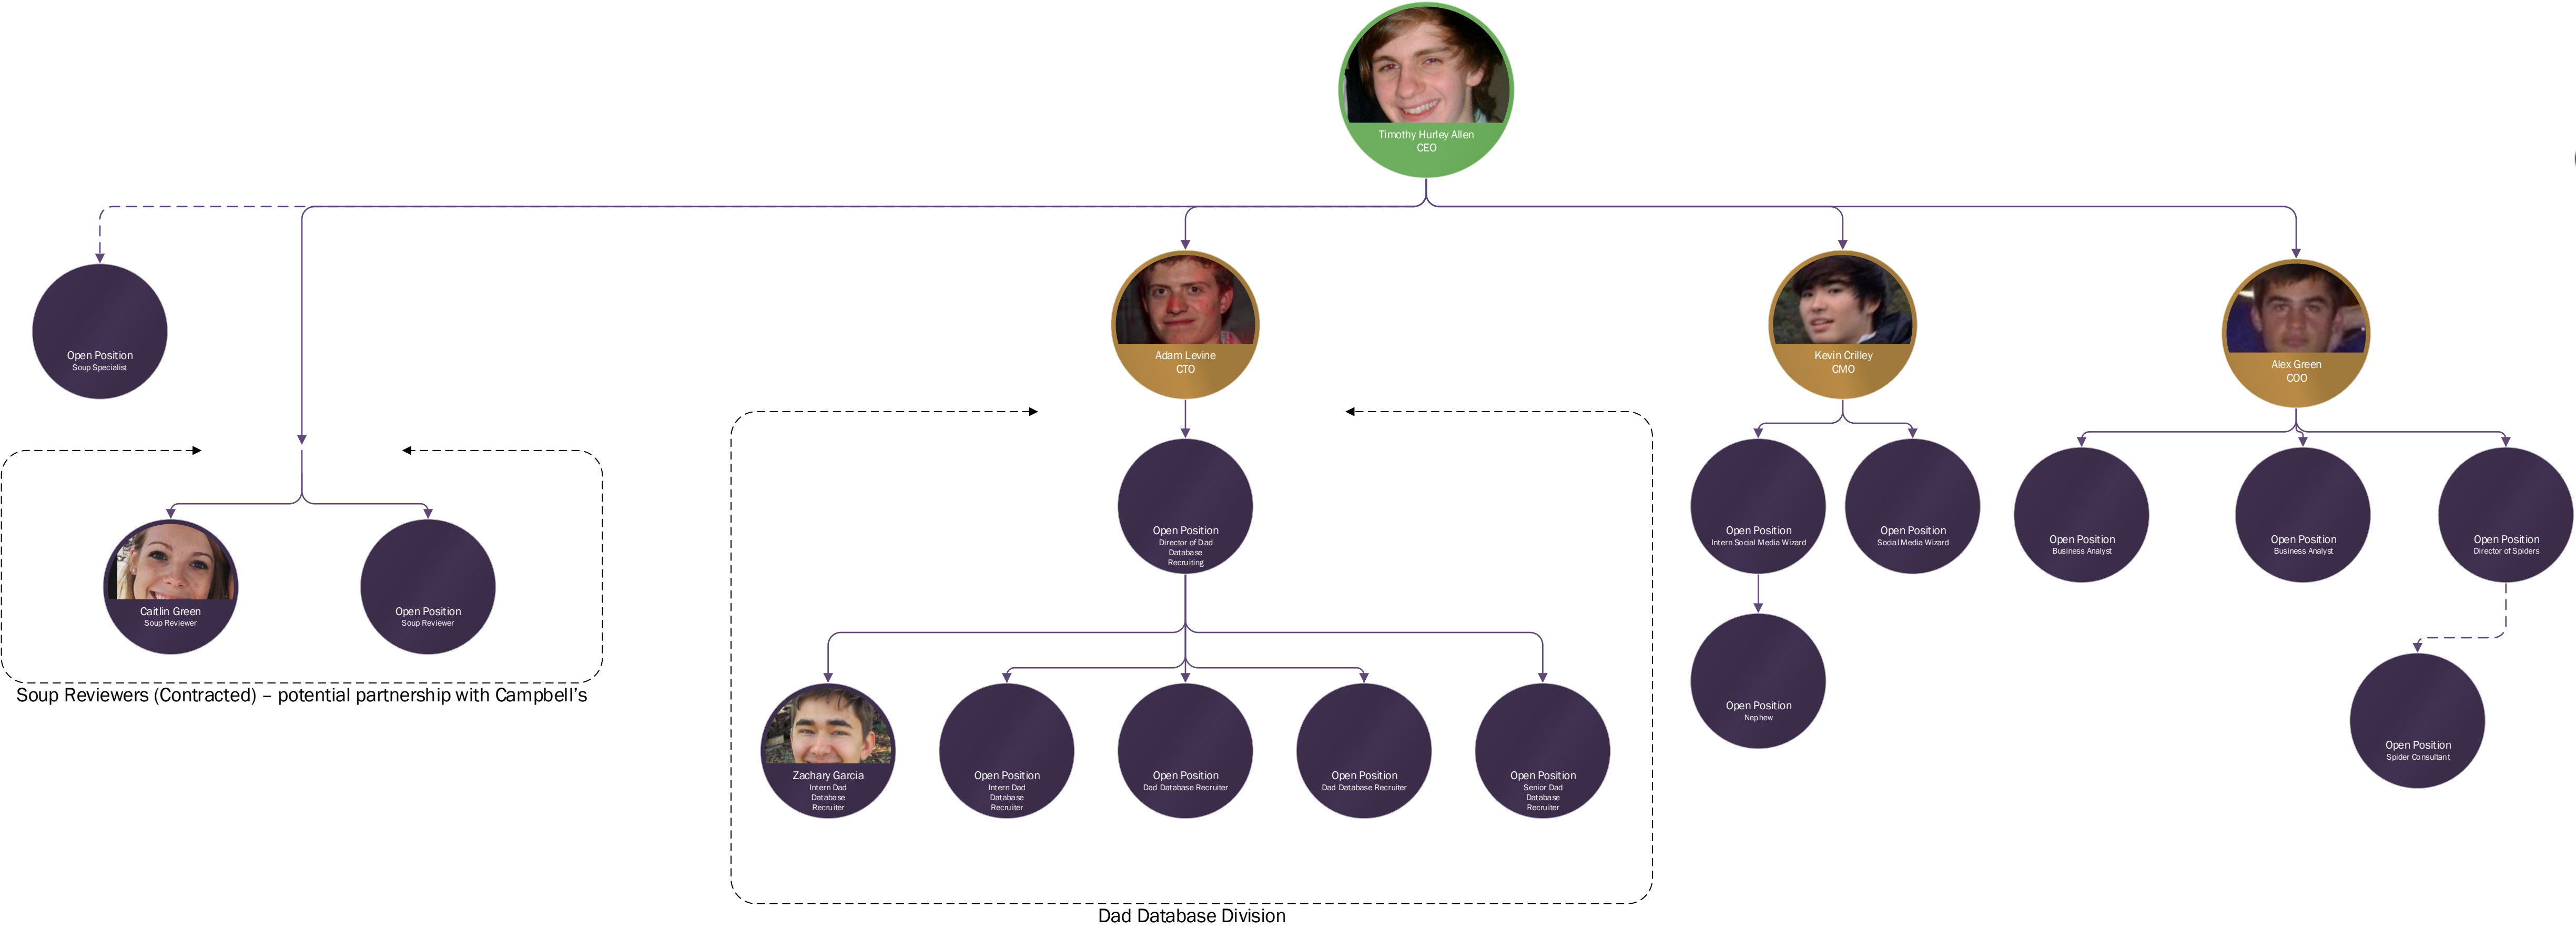 Timothy Hurley Allen
CEO
Open Position
Soup Specialist
Adam Levine
CTO
Kevin Crilley
CMO
Alex Green
COO
Caitlin Green
Soup Reviewer
Open Position
Soup Reviewer
Soup Reviewers (Contracted) – potential partnership with Campbell's
Open Position
Director of Dad
Database
Recruiting
Zachary Garcia
Intern Dad
Database
Recruiter
Open Position
Intern Dad
Database
Recruiter
Open Position
Dad Database Recruiter
Open Position
Dad Database Recruiter
Open Position
Senior Dad
Database
Recruiter
Dad Database Division
Open Position
Intern Social Media Wizard
Open Position
Social Media Wizard
Open Position
Nephew
Open Position
Business Analyst
Open Position
Business Analyst
Open Position
Director of Spiders
Open Position
Spider Consultant